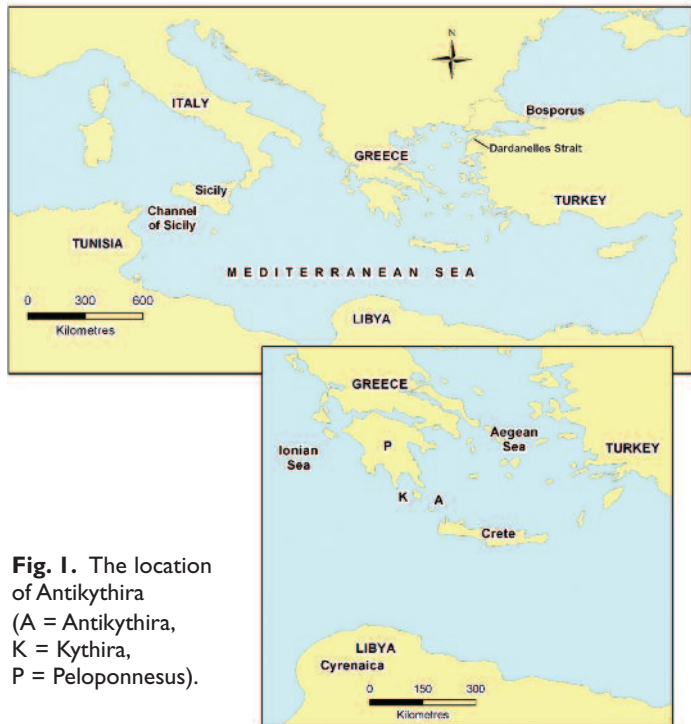 N
ITALY
Bosporus
Dardanelles Strait
GREECE
Sicily
Channel
of Sicily
TURKEY
TUNISIA
MEDITERRANEAN SEA
0 300 600
Kilometres
LIBYA
GREECE
Aegean
Sea
TURKEY
Ionian
Sea
P
K A
Crete
LIBYA
Cyrenaica
0 150 300
Kilometres
Fig. 1. The location
of Antikythira
(A = Antikythira,
K = Kythira,
P = Peloponnesus).